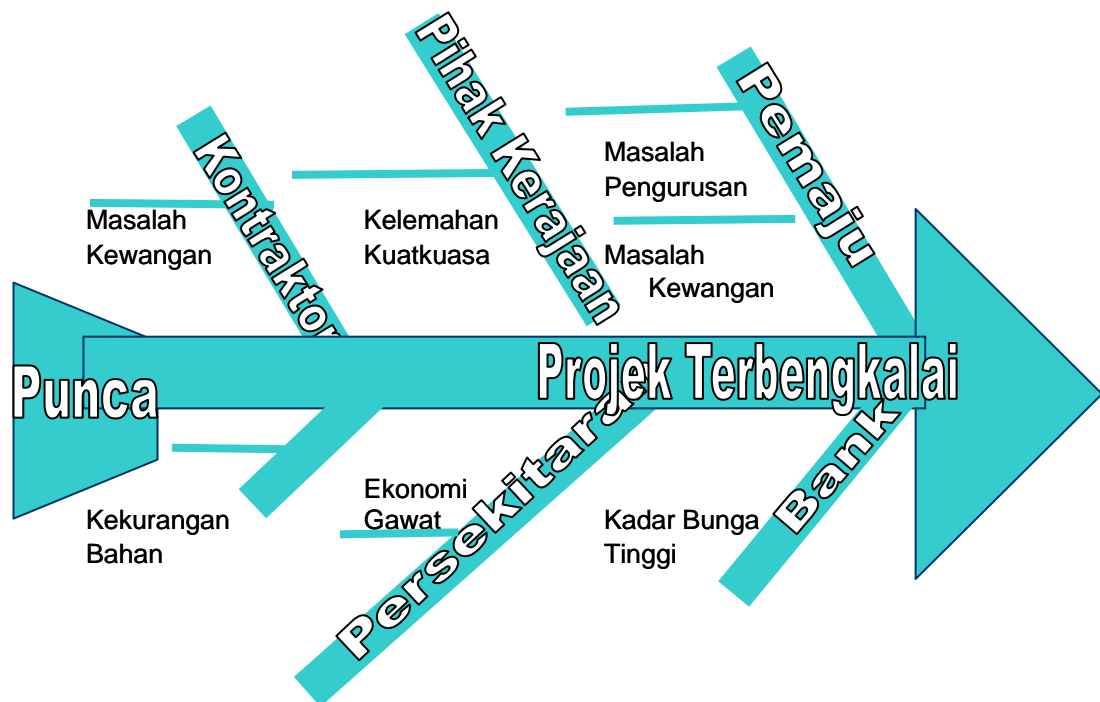 Pihak Kerajaan
Pemaju
Kontraktor
Masalah
Pengurusan
Masalah
Kewangan
Kelemahan
Kuatkuasa
Masalah
Kewangan
Punca
Projek Terbengkalai
Persekitaran
Bank
Kekurangan
Bahan
Ekonomi
Gawat
Kadar Bunga
Tinggi